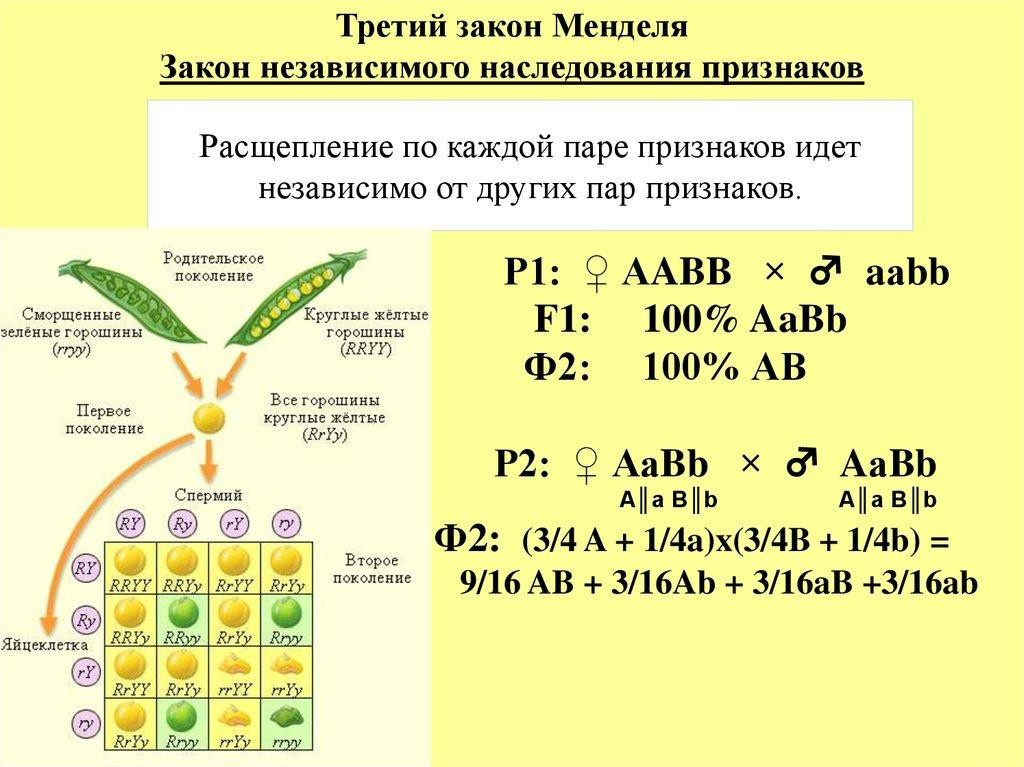 Третий закон Менделя
Закон независимого наследования признаков
Расщепление по каждой паре признаков идет
независимо от других пар признаков.
Родительское
поколение
Сморщенные
зелёные горошины
(rryy)
Круглые жёлтые
горошины
(RRYY)
Первое
поколение
Все горошины
круглые жёлтые
(RrYy)
Спермий
RY Ry rY ry
RY
RRYY RRYy RrYY RrYy
Второе
поколение
Ry
RRYy RRyy RrYy Rryy
Яйцеклетка
rY
RrYY RrYy rrYY rrYy
ry
RrYy Rryy rrYy rryy
P1: ♀ AABB × ♂ aabb
F1: 100% AaBb
Ф2: 100% AB
P2: ♀ AaBb × ♂ AaBb
A║a B║b A║a B║b
Ф2: (3/4 A + 1/4a)x(3/4B + 1/4b) =
9/16 AB + 3/16Ab + 3/16aB +3/16ab